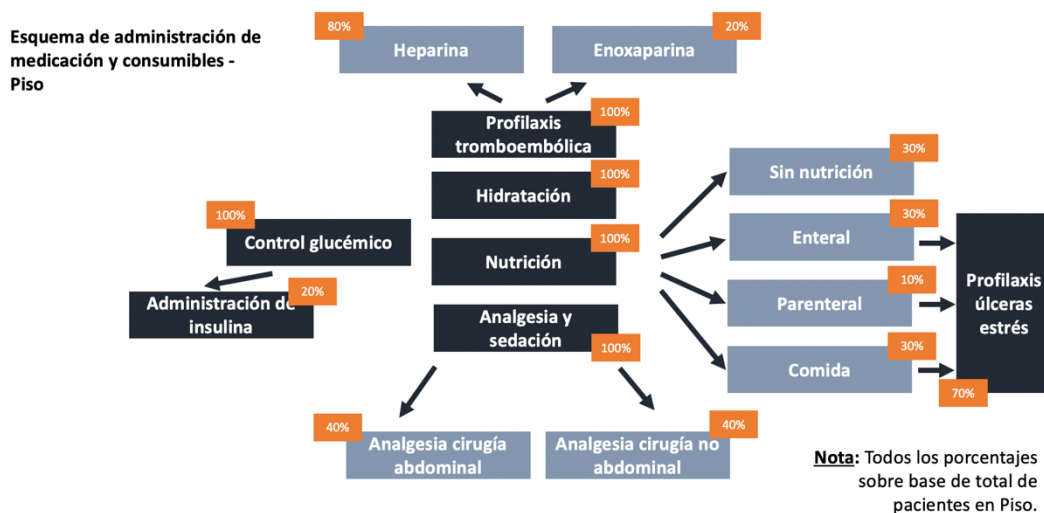 Esquema de administración de
medicación y consumibles -
Piso
80%
Heparina
20%
Enoxaparina
100%
Profilaxis
tromboembólica
100%
Hidratación
100%
Control glucémico
20%
Administración de
insulina
100%
Nutrición
Analgesia y
sedación
100%
30%
Sin nutrición
30%
Enteral
10%
Parenteral
30%
Comida
Profilaxis
úlceras
estrés
70%
40%
Analgesia cirugía
abdominal
40%
Analgesia cirugía no
abdominal
Nota: Todos los porcentajes
sobre base de total de
pacientes en Piso.